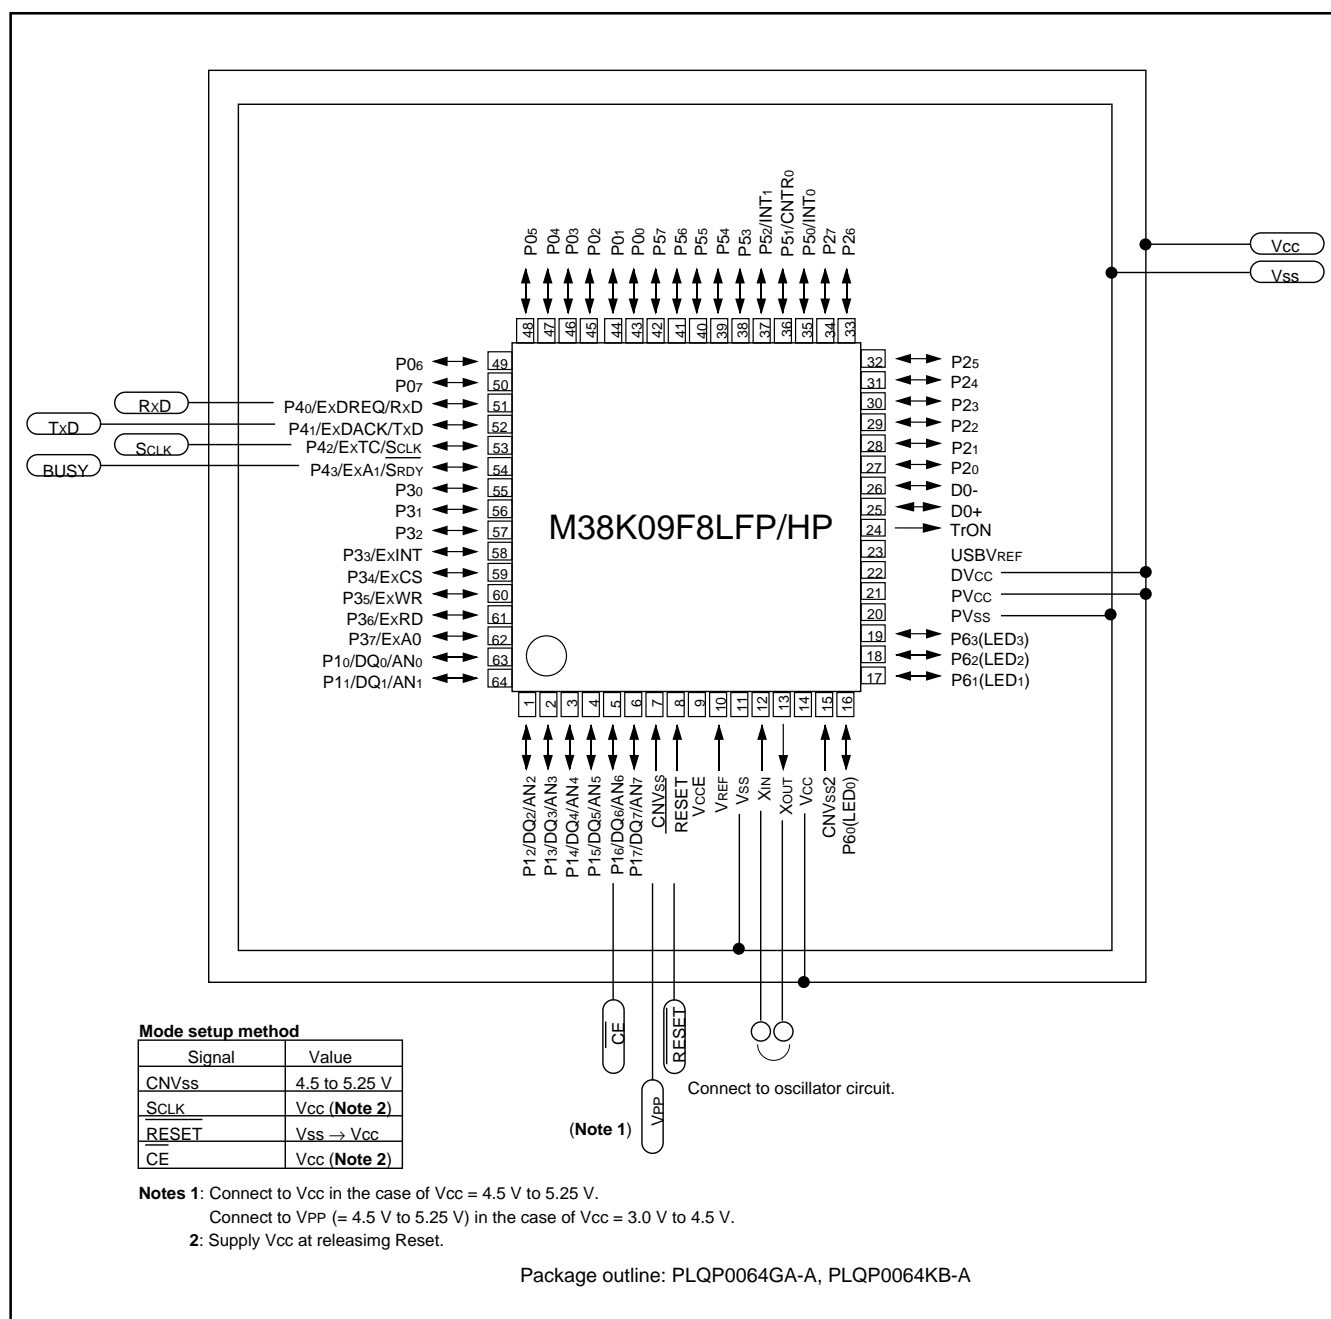 P05
P04
P03
P02
P01
P00
P57
P56
P55
P54
P53
P52/INT1
P51/CNTR0
P50/INT0
P27
P26
48
47
46
45
44
43
42
41
40
39
38
37
36
35
34
33
Vcc
Vss
P06
49
P07
50
RxD
P40/ExDREQ/RxD
51
TxD
P41/ExDACK/TxD
52
SCLK
P42/ExTC/SCLK
53
BUSY
P43/ExA1/SRDY
54
P30
55
P31
56
P32
57
P33/ExINT
58
P34/ExCS
59
P35/ExWR
60
P36/ExRD
61
P37/ExA0
62
P10/DQ0/AN0
63
P11/DQ1/AN1
64
M38K09F8LFP/HP
32
P25
31
P24
30
P23
29
P22
28
P21
27
P20
26
D0-
25
D0+
24
TrON
23
USBVREF
22
DVCC
21
PVCC
20
PVSS
19
P63(LED3)
18
P62(LED2)
17
P61(LED1)
1
2
3
4
5
6
7
8
9
10
11
12
13
14
15
16
P12/DQ2/AN2
P13/DQ3/AN3
P14/DQ4/AN4
P15/DQ5/AN5
P16/DQ6/AN6
P17/DQ7/AN7
CNVSS
RESET
VCCE
VREF
VSS
XIN
XOUT
VCC
CNVSS2
P60(LED0)
CE
VPP
RESET
(Note 1)
Connect to oscillator circuit.
Mode setup method
Signal Value
CNVss 4.5 to 5.25 V
SCLK Vcc (Note 2)
RESET Vss → Vcc
CE Vcc (Note 2)
Notes 1: Connect to Vcc in the case of Vcc = 4.5 V to 5.25 V.
Connect to VPP (= 4.5 V to 5.25 V) in the case of Vcc = 3.0 V to 4.5 V.
2: Supply Vcc at releasimg Reset.
Package outline: PLQP0064GA-A, PLQP0064KB-A